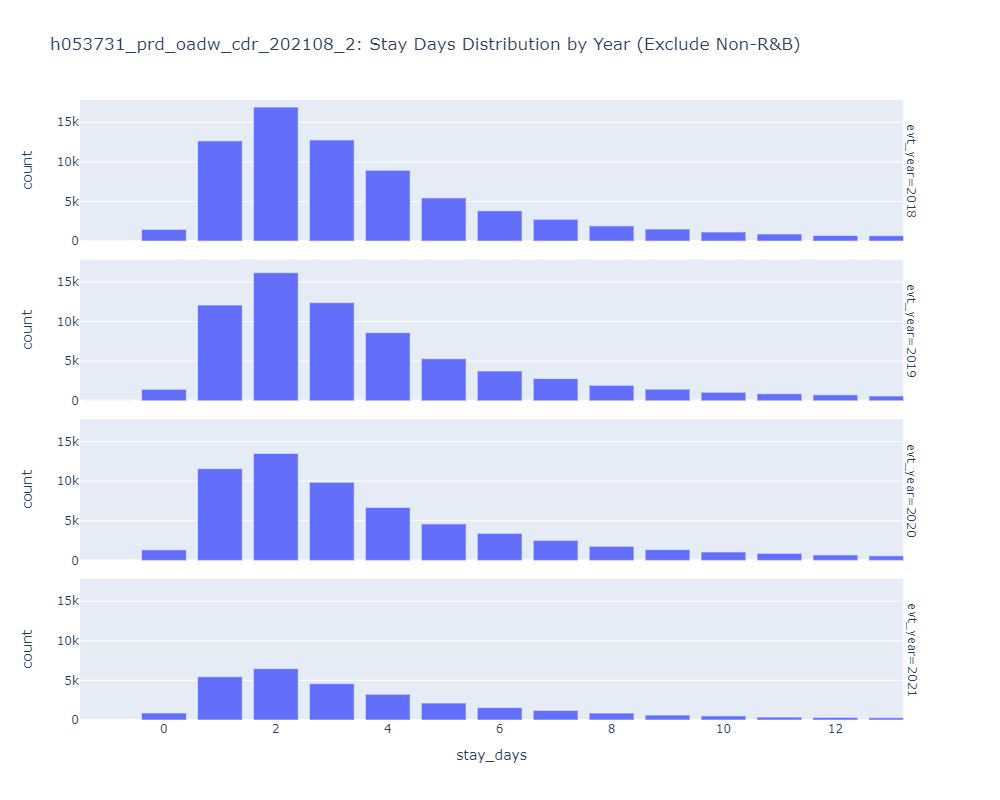 h053731_prd_oadw_cdr_202108_2: Stay Days Distribution by Year (Exclude Non-R&B)
15k
10k
5k
0
count
evt_year=2018
15k
10k
5k
0
count
evt_year=2019
15k
10k
5k
0
count
evt_year=2020
15k
10k
5k
0
count
evt_year=2021
0 2 4 6 8 10 12
stay_days